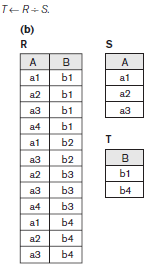 T ← R ÷ S.
(b)
R
A B
a1 b1
a2 b1
a3 b1
a4 b1
a1 b2
a3 b2
a2 b3
a3 b3
a4 b3
a1 b4
a2 b4
a3 b4
S
A
a1
a2
a3
T
B
b1
b4